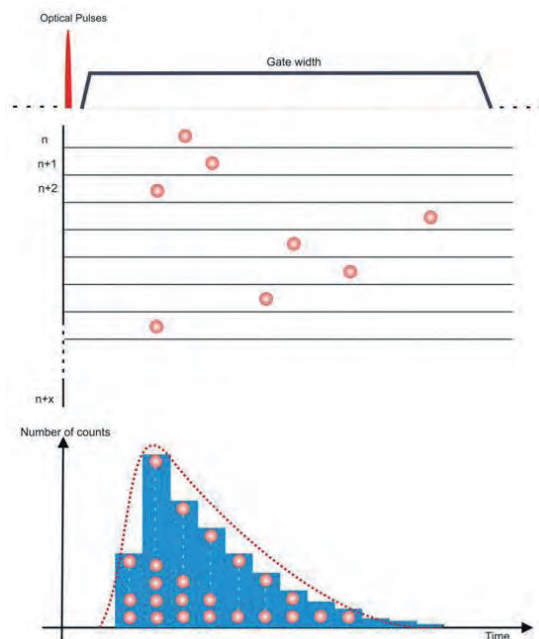 Optical Pulses
Gate width
n
n+1
n+2
n+x
Number of counts
Time